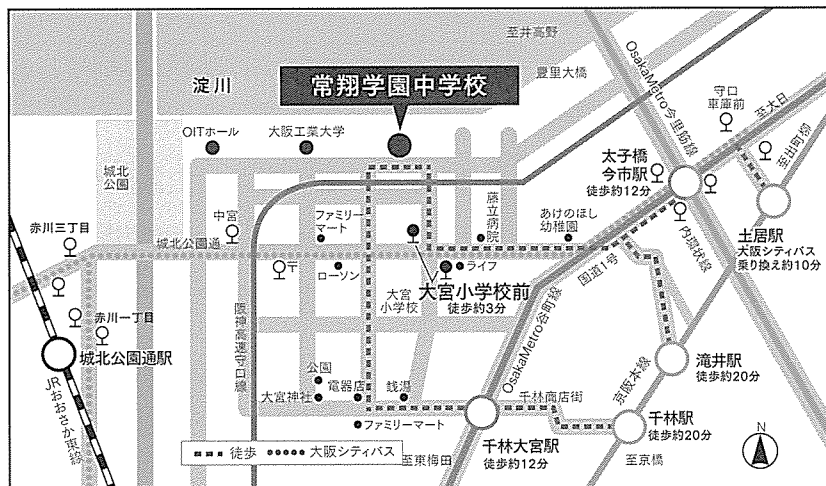 至井高野
豊里大橋
淀川
常翔学園中学校
OsakaMetro今里筋線
守口
車庫前
至大日
至出町柳
OITホール
大阪工業大学
太子橋
今市駅
徒歩約12分
城北
公園
藤立病院
中宮
ファミリー
マート
あけのほし
幼稚園
土居駅
大阪シティバス
乗り換え約10分
赤川三丁目
城北公園通
内環状線
〒
ローソン
ライフ
国道1号
大宮
小学校
大宮小学校前
徒歩約3分
赤川一丁目
阪神高速守口線
OsakaMetro谷町線
城北公園通駅
公園
電器店
銭湯
京阪本線
滝井駅
徒歩約20分
大宮神社
千林商店街
JRおおさか東線
ファミリーマート
千林大宮駅
徒歩約12分
千林駅
徒歩約20分
徒歩
大阪シティバス
至東梅田
至京橋
N